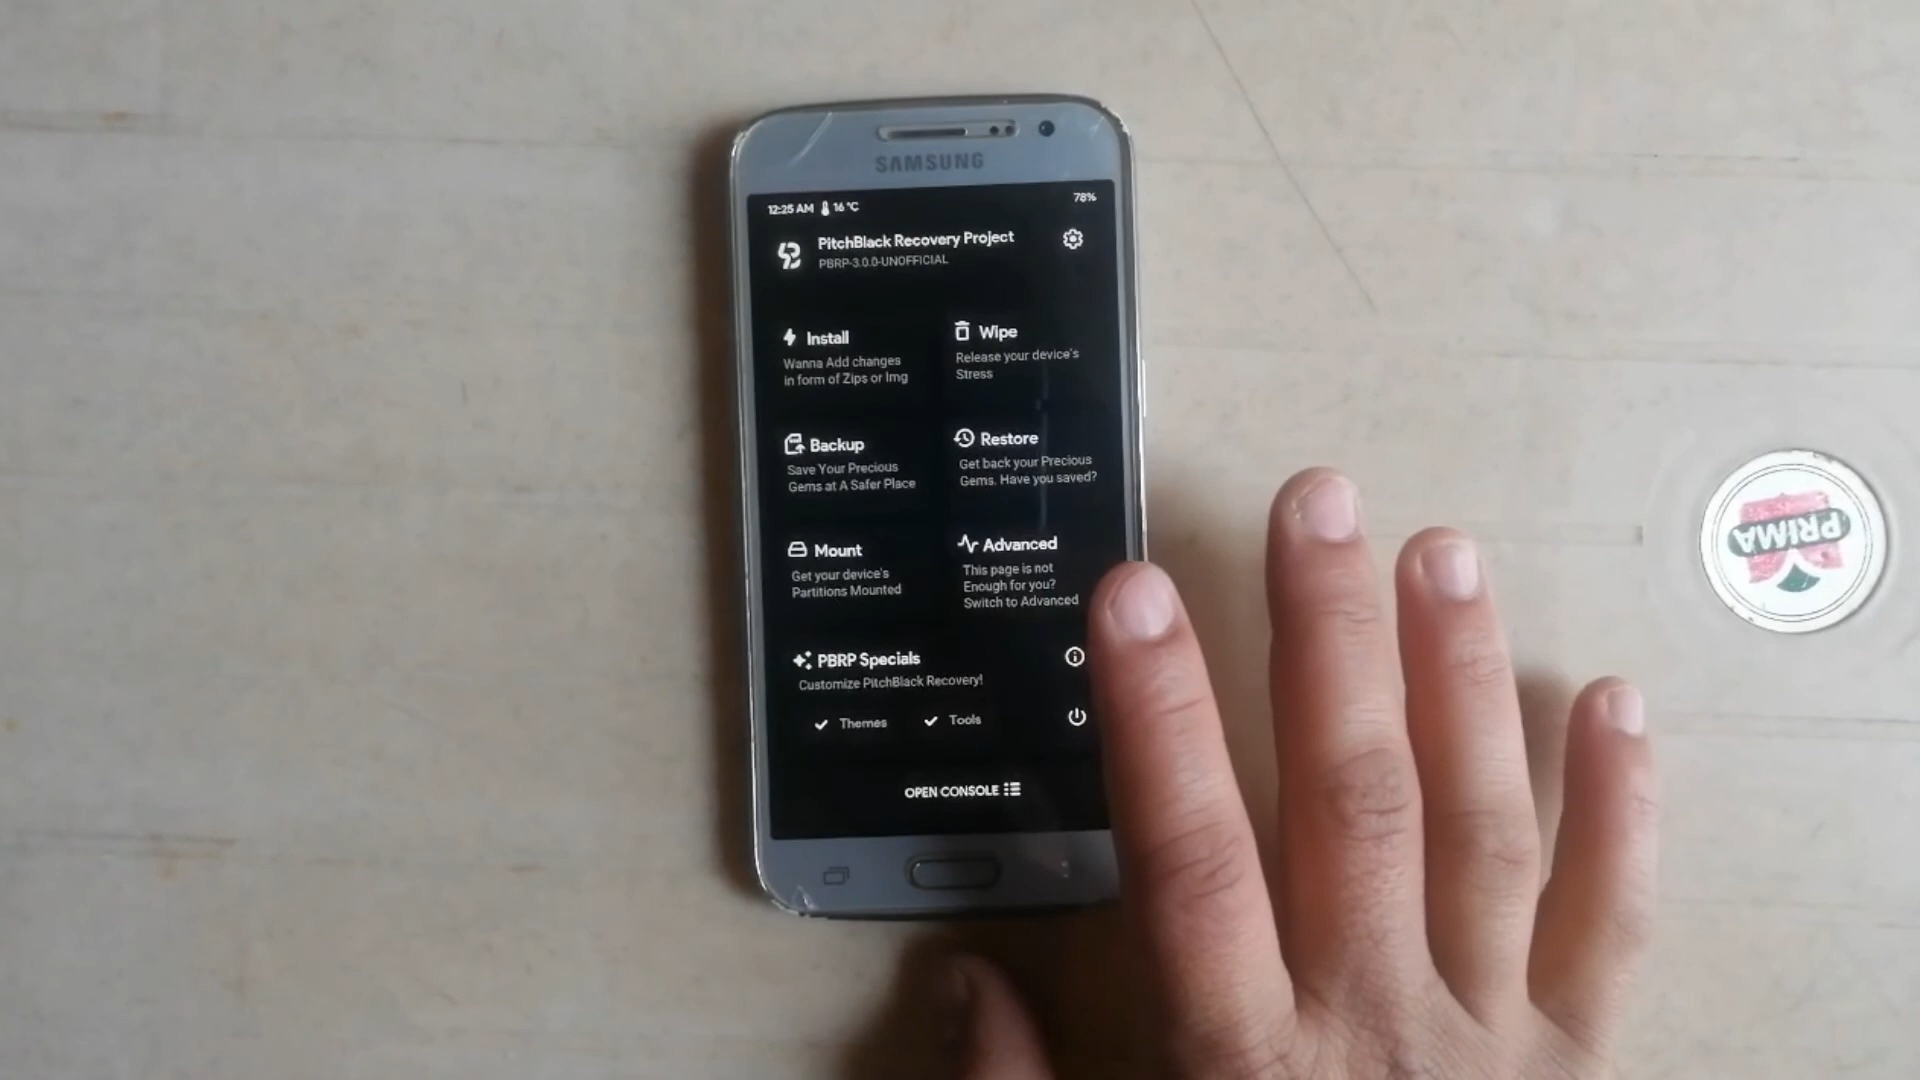 SAMSUNG
12:25 AM 16 °C
78%
PitchBlack Recovery Project
PBRP-3.0.0-UNOFFICIAL
Install
Wanna Add changes
in form of Zips or Img
Wipe
Release your device's
Stress
Backup
Save Your Precious
Gems at A Safer Place
Restore
Get back your Precious
Gems. Have you saved?
Mount
Get your device's
Partitions Mounted
Advanced
This page is not
Enough for you?
Switch to Advanced
PBRP Specials
Customize PitchBlack Recovery!
Themes
Tools
OPEN CONSOLE
PRIMA